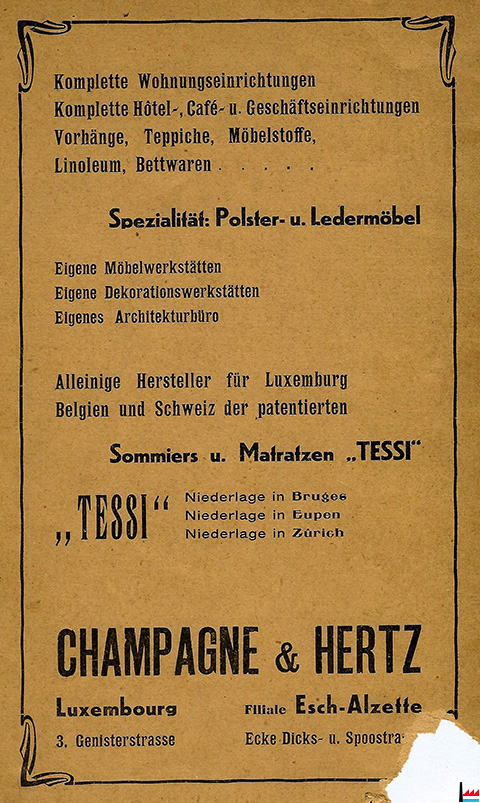 Komplette Wohnungseinrichtungen
Komplette Hôtel-, Café- u. Geschäftseinrichtungen
Vorhänge, Teppiche, Möbelstoffe,
Linoleum, Bettwaren . . . . .
Spezialität: Polster- u. Ledermöbel
Eigene Möbelwerkstätten
Eigene Dekorationswerkstätten
Eigenes Architekturbüro
Alleinige Hersteller für Luxemburg
Belgien und Schweiz der patentierten
Sommiers u. Matratzen „TESSI“
„TESSI“
Niederlage in Bruges
Niederlage in Eupen
Niederlage in Zürich
CHAMPAGNE & HERTZ
Luxembourg
3. Genisterstrasse
Filiale Esch-Alzette
Ecke Dicks- u.